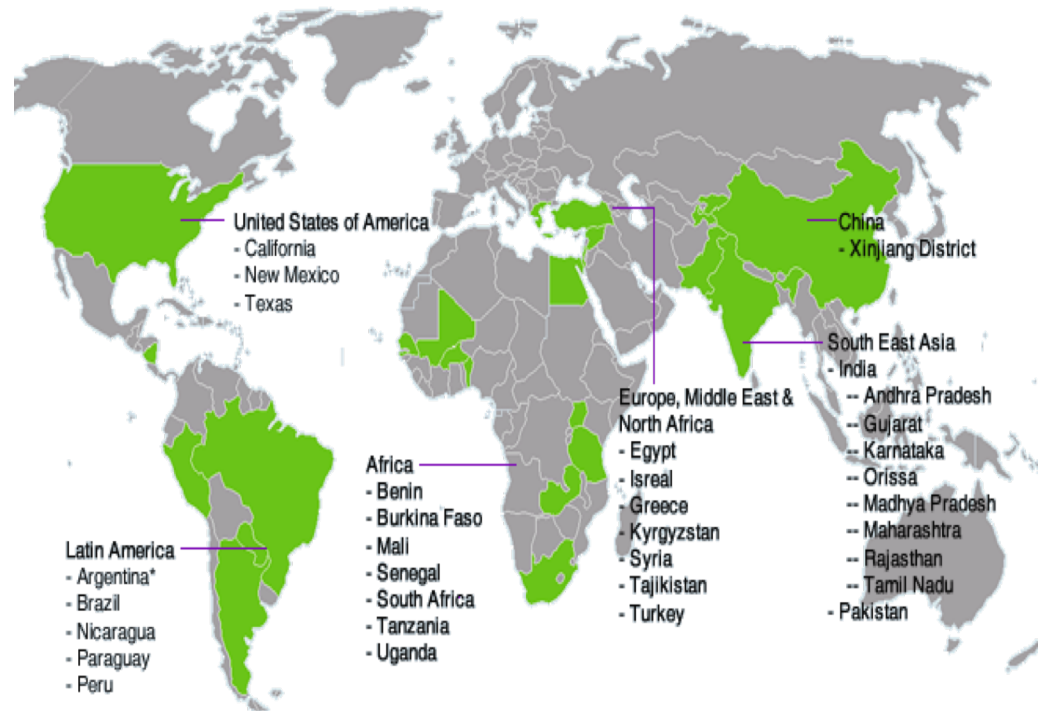 United States of America
- California
- New Mexico
- Texas
China
- Xinjiang District
South East Asia
- India
-- Andhra Pradesh
-- Gujarat
-- Karnataka
-- Orissa
-- Madhya Pradesh
-- Maharashtra
-- Rajasthan
-- Tamil Nadu
- Pakistan
Europe, Middle East &
North Africa
- Egypt
- Isreal
- Greece
- Kyrgyzstan
- Syria
- Tajikistan
- Turkey
Africa
- Benin
- Burkina Faso
- Mali
- Senegal
- South Africa
- Tanzania
- Uganda
Latin America
- Argentina*
- Brazil
- Nicaragua
- Paraguay
- Peru